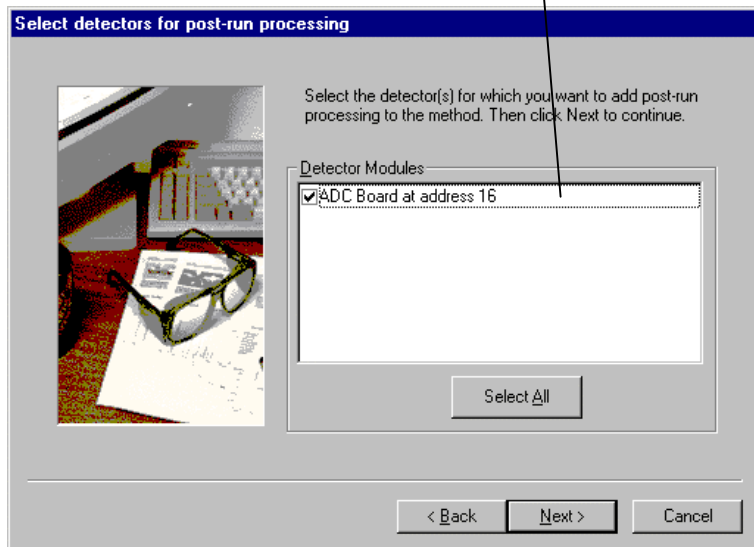 Select detectors for post-run processing
Select the detector(s) for which you want to add post-run
processing to the method. Then click Next to continue.
Detector Modules
ADC Board at address 16
Select All
< Back
Next >
Cancel